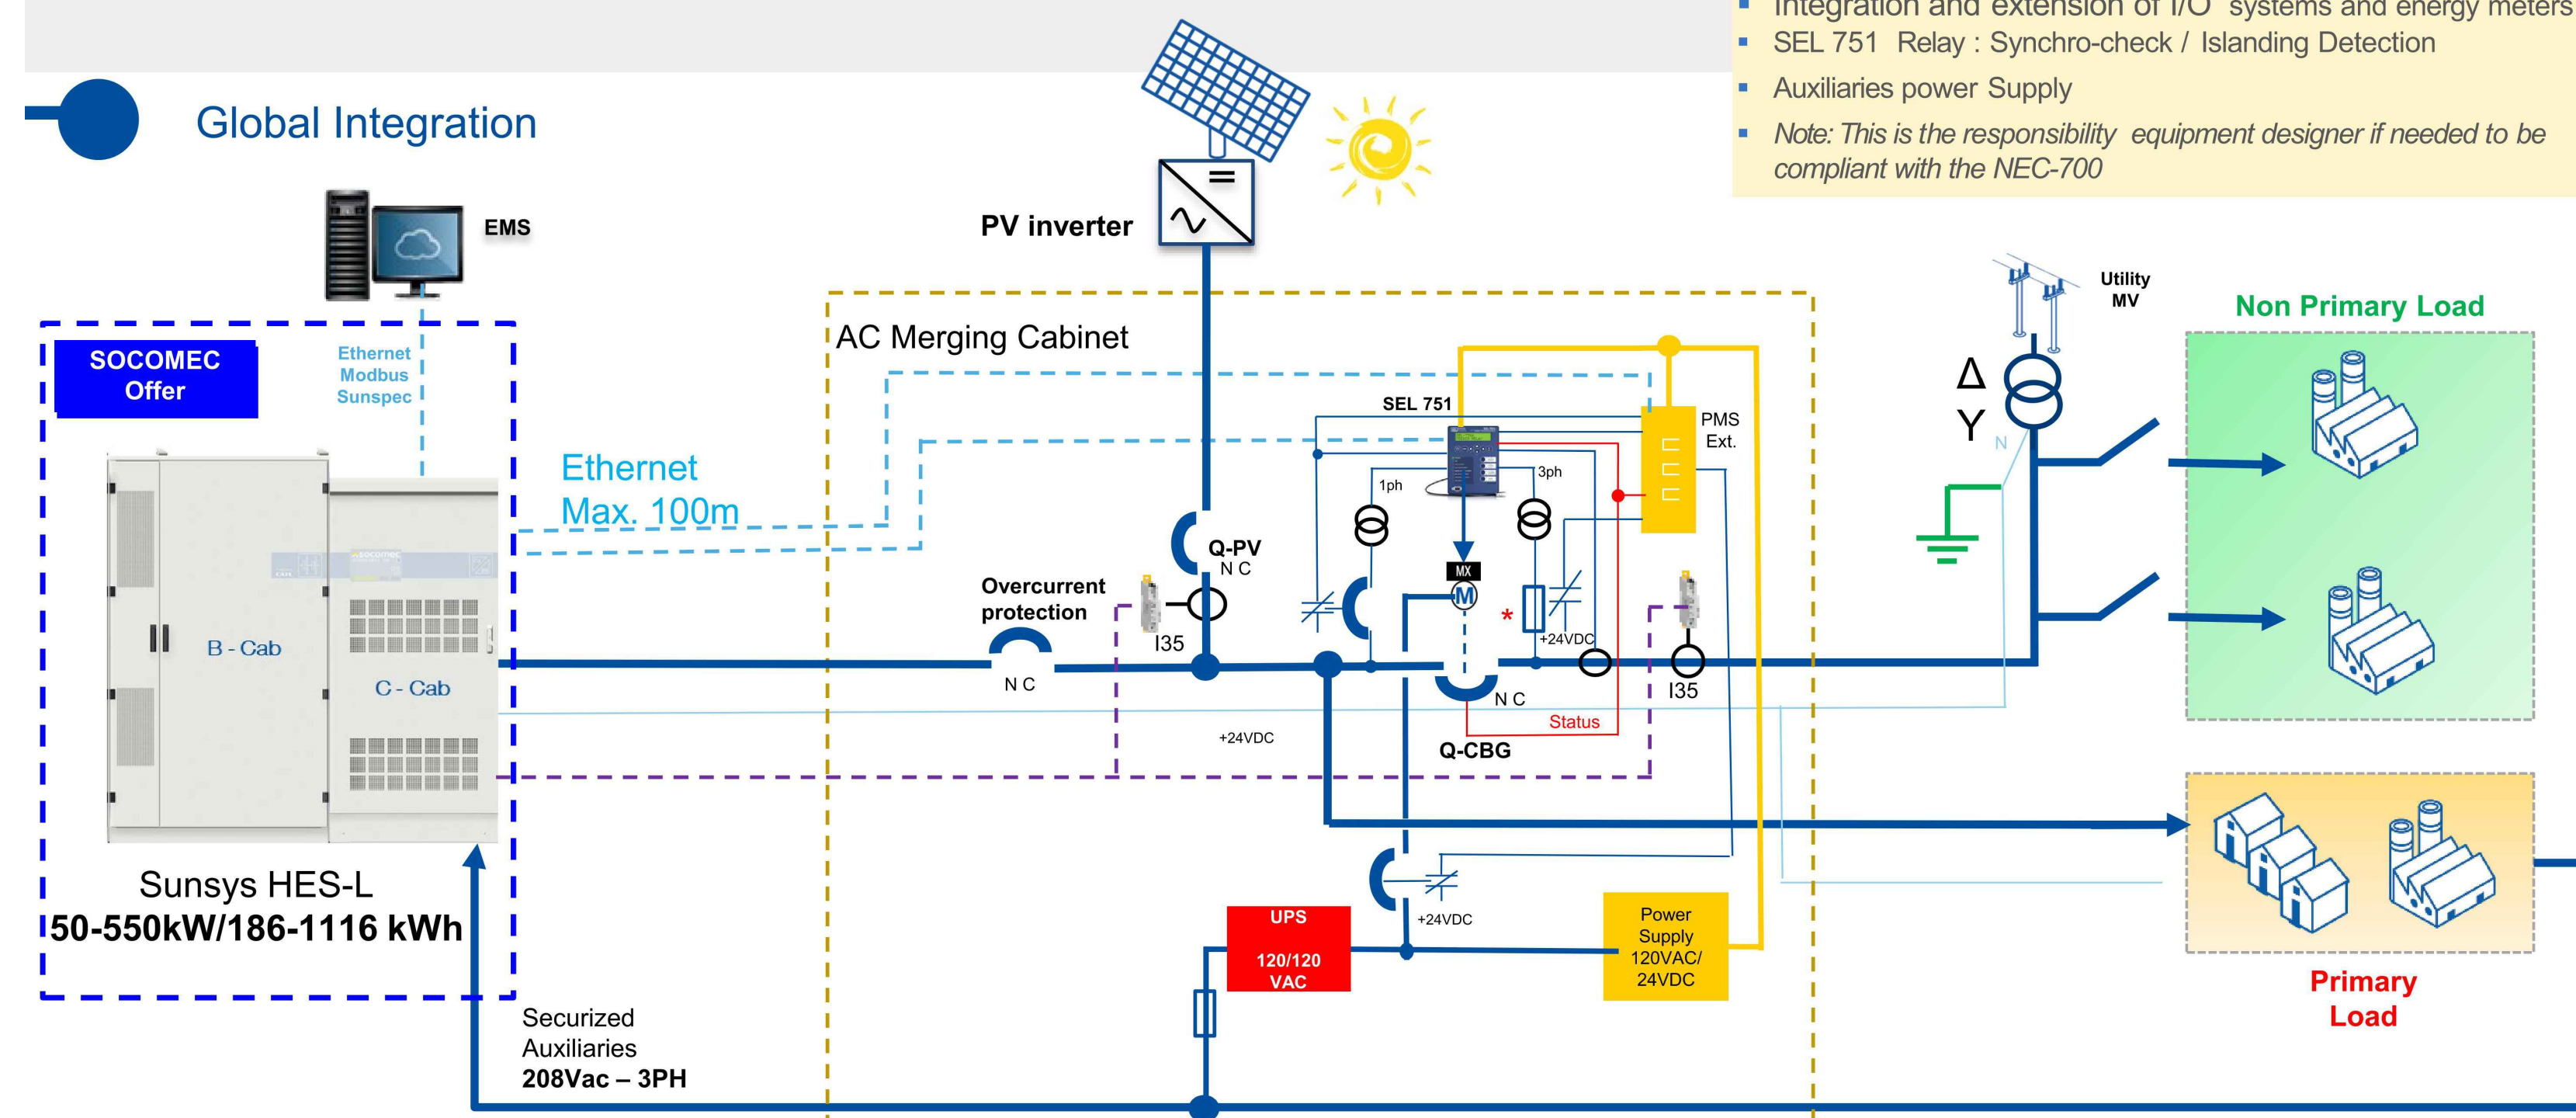 Integration and extension of I/O systems and energy meters
SEL 751 Relay : Synchro-check / Islanding Detection
Auxiliaries power Supply
Note: This is the responsibility equipment designer if needed to be
compliant with the NEC-700
Global Integration
EMS
PV inverter
Utility
MV
Non Primary Load
SOCOMEC
Offer
Ethernet
Modbus
Sunspec
AC Merging Cabinet
Δ
Y
N
SEL 751
PMS
Ext.
Ethernet
Max. 100m
1ph
3ph
Q-PV
N C
Overcurrent
protection
MX
M
*
+24VDC
I35
I35
B - Cab
C - Cab
socomec
N C
N C
Status
+24VDC
Q-CBG
Sunsys HES-L
50-550kW/186-1116 kWh
UPS
120/120
VAC
+24VDC
Power
Supply
120VAC/
24VDC
Primary
Load
Securized
Auxiliaries
208Vac – 3PH